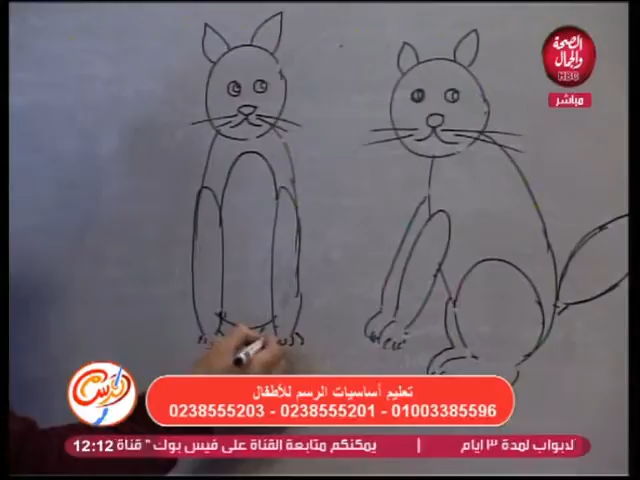 الصحة
والجمال
HBC
مباشر
تعليم أساسيات الرسم للأطفال
0238555203 - 0238555201 - 01003385596
12:12 يمكنكم متابعة القناة على فيس بوك " قناة | لابواب لمدة ٣ ايام